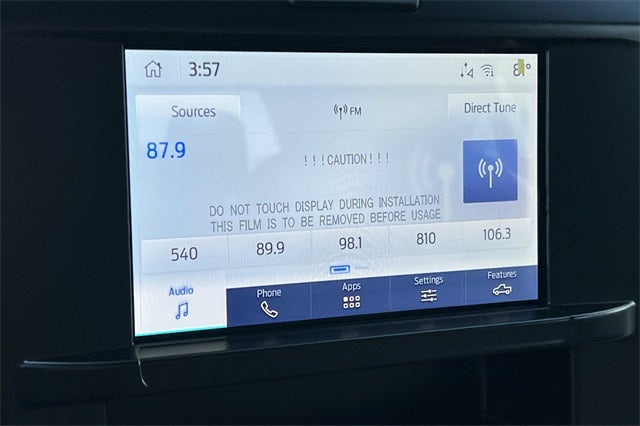 3:57
Sources
FM
Direct Tune
87.9
!!!CAUTION!!!
DO NOT TOUCH DISPLAY DURING INSTALLATION
THIS FILM IS TO BE REMOVED BEFORE USAGE
540 89.9 98.1 810 106.3
Audio Phone Apps Settings Features